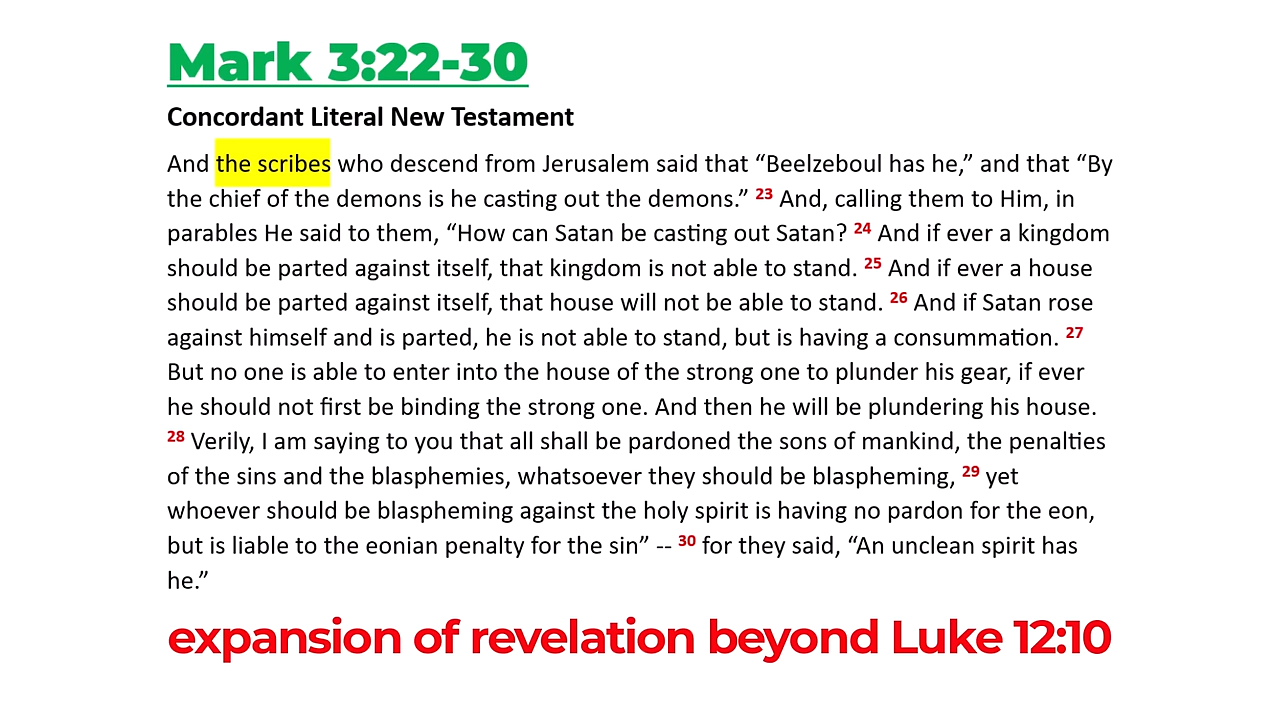 Mark 3:22-30
Concordant Literal New Testament
And the scribes who descend from Jerusalem said that “Beelzeboul has he,” and that “By
the chief of the demons is he casting out the demons.” 23 And, calling them to Him, in
parables He said to them, “How can Satan be casting out Satan? 24 And if ever a kingdom
should be parted against itself, that kingdom is not able to stand. 25 And if ever a house
should be parted against itself, that house will not be able to stand. 26 And if Satan rose
against himself and is parted, he is not able to stand, but is having a consummation. 27
But no one is able to enter into the house of the strong one to plunder his gear, if ever
he should not first be binding the strong one. And then he will be plundering his house.
28 Verily, I am saying to you that all shall be pardoned the sons of mankind, the penalties
of the sins and the blasphemies, whatsoever they should be blaspheming, 29 yet
whoever should be blaspheming against the holy spirit is having no pardon for the eon,
but is liable to the eonian penalty for the sin” -- 30 for they said, “An unclean spirit has
he.”
expansion of revelation beyond Luke 12:10